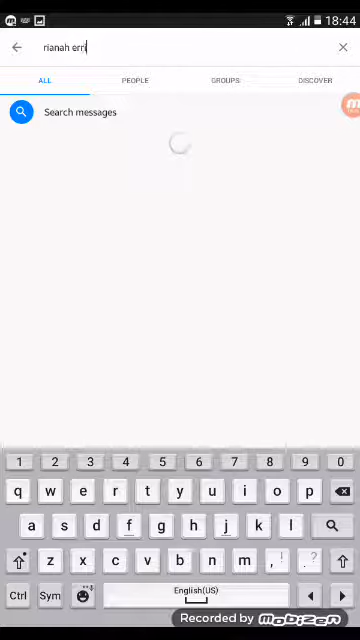 18:44
rianah erri
ALL PEOPLE GROUPS DISCOVER
Search messages
1 2 3 4 5 6 7 8 9 0
q w e r t y u i o p
a s d f g h j k l
z x c v b n m , ! . ?
Ctrl Sym English(US)
Recorded by mobizen